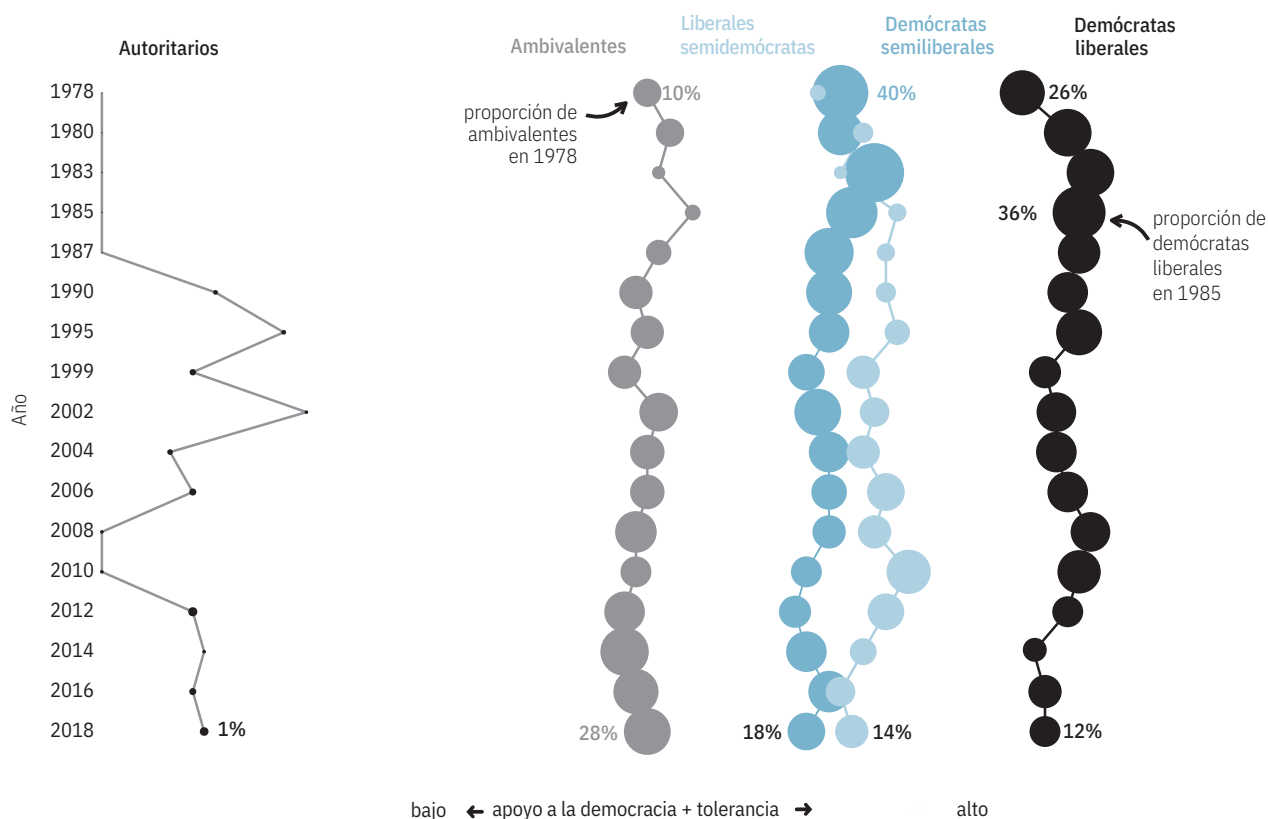 Autoritarios
Ambivalentes
Liberales
semidemócratas
Demócratas
semiliberales
Demócratas
liberales
Año
1978
1980
1983
1985
1987
1990
1995
1999
2002
2004
2006
2008
2010
2012
2014
2016
2018
10%
40%
26%
proporción de
ambivalentes
en 1978
36%
proporción de
demócratas
liberales
en 1985
1%
28%
18%
14%
12%
bajo ← apoyo a la democracia + tolerancia → alto